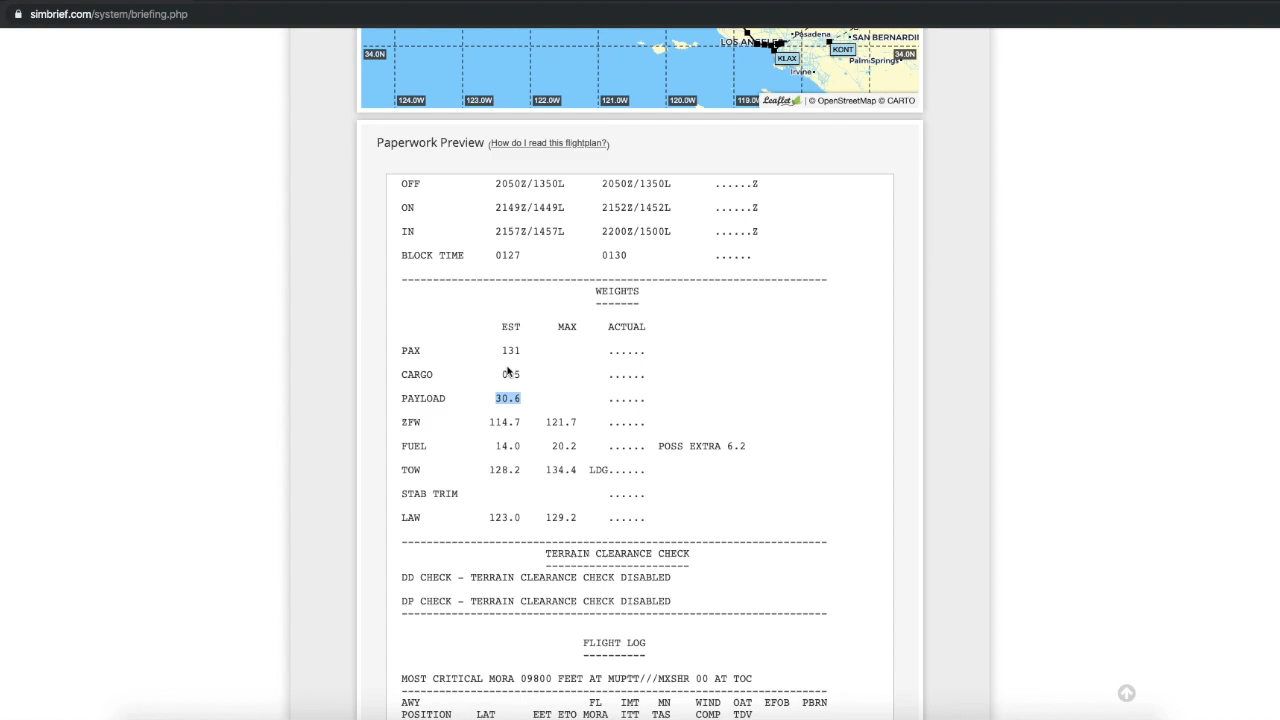 simbrief.com/system/briefing.php
Pasadena
LOS ANGELES
SAN BERNARDI
KONT
34.0N
KLAX
Palm Springs
34.0N
Irvine
124.0W 123.0W 122.0W 121.0W 120.0W 119.0 Leaflet | © OpenStreetMap © CARTO
Paperwork Preview (How do I read this flightplan?)
OFF 2050Z/1350L 2050Z/1350L ......Z
ON 2149Z/1449L 2152Z/1452L ......Z
IN 2157Z/1457L 2200Z/1500L ......Z
BLOCK TIME 0127 0130 ......
--------------------------------------------------------------------
WEIGHTS
-------
EST MAX ACTUAL
PAX 131 ......
CARGO ......
PAYLOAD 30.6 ......
ZFW 114.7 121.7 ......
FUEL 14.0 20.2 ...... POSS EXTRA 6.2
TOW 128.2 134.4 LDG......
STAB TRIM ......
LAW 123.0 129.2 ......
--------------------------------------------------------------------
TERRAIN CLEARANCE CHECK
-----------------------
DD CHECK - TERRAIN CLEARANCE CHECK DISABLED
DP CHECK - TERRAIN CLEARANCE CHECK DISABLED
--------------------------------------------------------------------
FLIGHT LOG
----------
MOST CRITICAL MORA 09800 FEET AT MUPTT///MXSHR 00 AT TOC
--------------------------------------------------------------------
AWY FL IMT MN WIND OAT EFOB PBRN
POSITION LAT EET ETO MORA ITT TAS COMP TDV